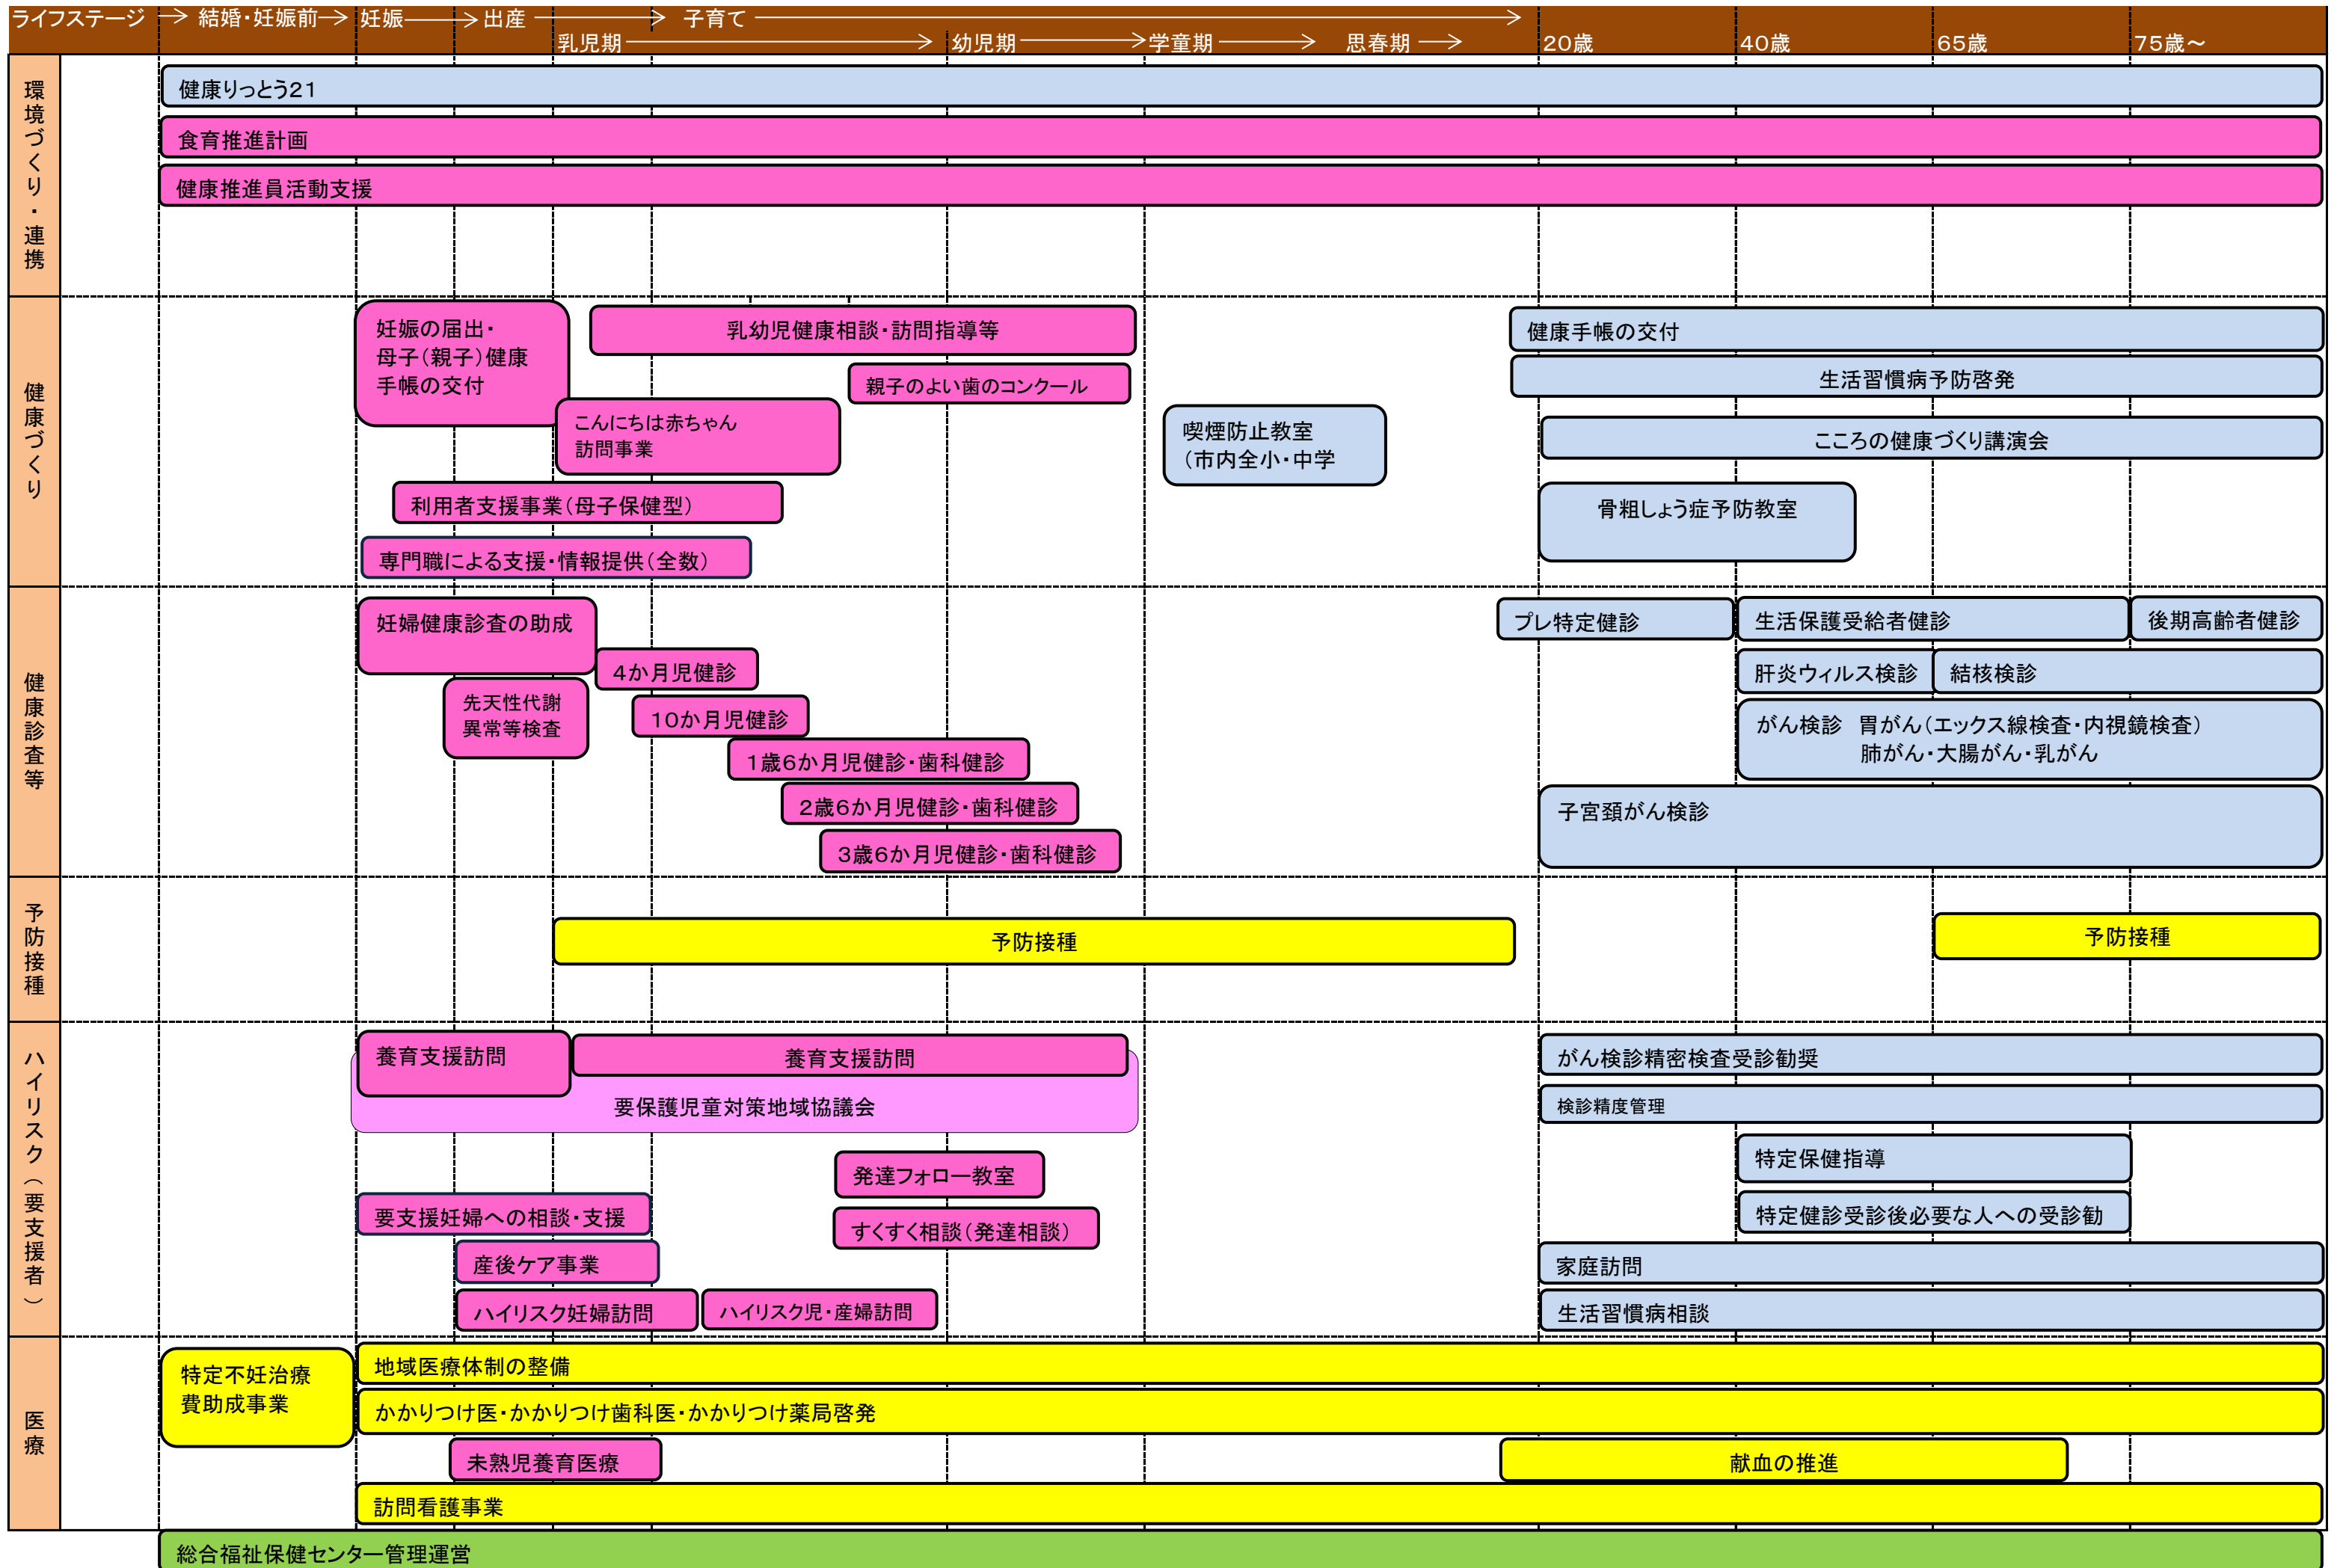 ライフステージ
結婚・妊娠前
妊娠
出産
子育て
乳児期
幼児期
学童期
思春期
20歳
40歳
65歳
75歳～
環境づくり・連携
健康りっとう21
食育推進計画
健康推進員活動支援
健康づくり
妊娠の届出・
母子（親子）健康
手帳の交付
乳幼児健康相談・訪問指導等
親子のよい歯のコンクール
こんにちは赤ちゃん
訪問事業
利用者支援事業（母子保健型）
専門職による支援・情報提供（全数）
喫煙防止教室
（市内全小・中学
健康手帳の交付
生活習慣病予防啓発
こころの健康づくり講演会
骨粗しょう症予防教室
健康診査等
妊婦健康診査の助成
4か月児健診
先天性代謝
異常等検査
10か月児健診
1歳6か月児健診・歯科健診
2歳6か月児健診・歯科健診
3歳6か月児健診・歯科健診
プレ特定健診
生活保護受給者健診
後期高齢者健診
肝炎ウィルス検診
結核検診
がん検診　胃がん（エックス線検査・内視鏡検査）
肺がん・大腸がん・乳がん
子宮頚がん検診
予防接種
予防接種
予防接種
ハイリスク（要支援者）
養育支援訪問
養育支援訪問
要保護児童対策地域協議会
発達フォロー教室
要支援妊婦への相談・支援
すくすく相談（発達相談）
産後ケア事業
ハイリスク妊婦訪問
ハイリスク児・産婦訪問
がん検診精密検査受診勧奨
検診精度管理
特定保健指導
特定健診受診後必要な人への受診勧
家庭訪問
生活習慣病相談
医療
特定不妊治療
費助成事業
地域医療体制の整備
かかりつけ医・かかりつけ歯科医・かかりつけ薬局啓発
未熟児養育医療
献血の推進
訪問看護事業
総合福祉保健センター管理運営